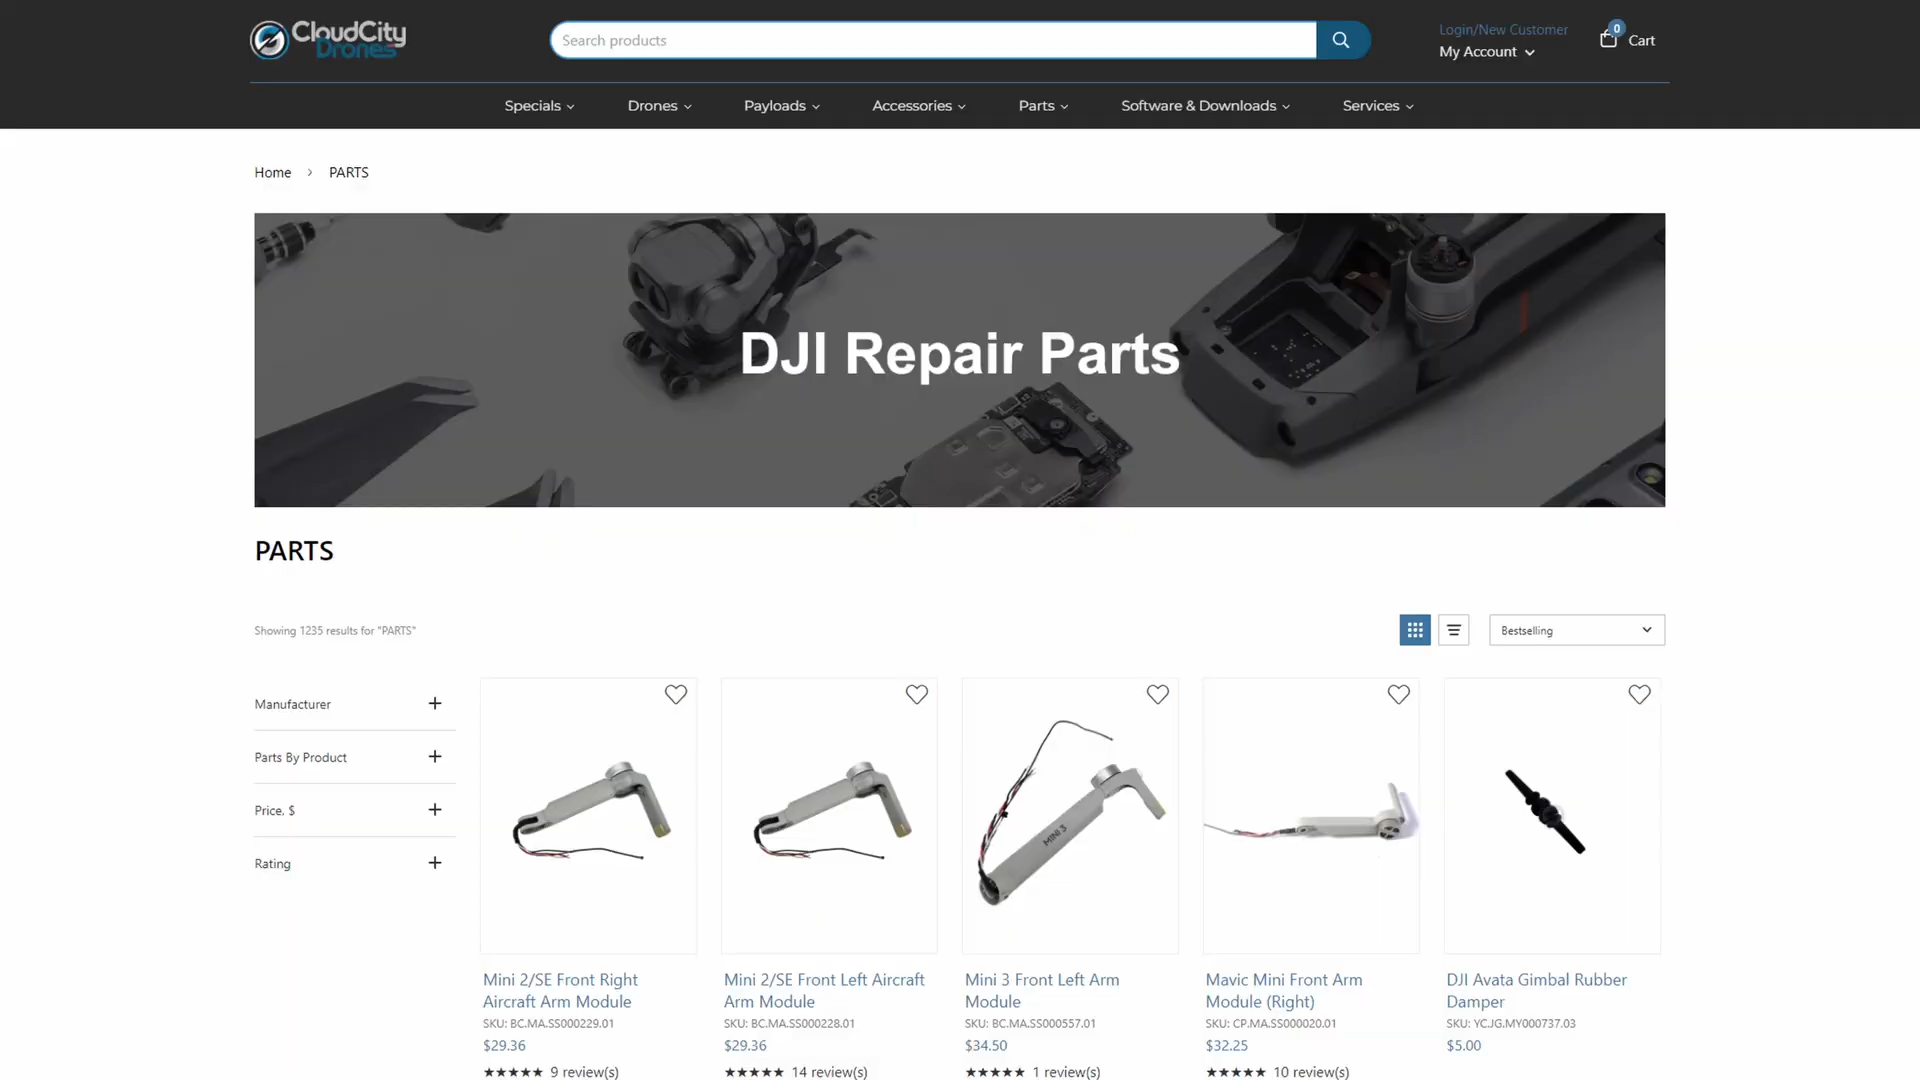 CloudCity
Drones
Search products
Login/New Customer
My Account
0
Cart
Specials
Drones
Payloads
Accessories
Parts
Software & Downloads
Services
Home
PARTS
DJI Repair Parts
PARTS
Showing 1235 results for "PARTS"
Bestselling
Manufacturer
Parts By Product
Price, $
Rating
MINI 3
Mini 2/SE Front Right
Aircraft Arm Module
SKU: BC.MA.SS000229.01
$29.36
9 review(s)
Mini 2/SE Front Left Aircraft
Arm Module
SKU: BC.MA.SS000228.01
$29.36
14 review(s)
Mini 3 Front Left Arm
Module
SKU: BC.MA.SS000557.01
$34.50
1 review(s)
Mavic Mini Front Arm
Module (Right)
SKU: CP.MA.SS000020.01
$32.25
10 review(s)
DJI Avata Gimbal Rubber
Damper
SKU: YC.JG.MY000737.03
$5.00